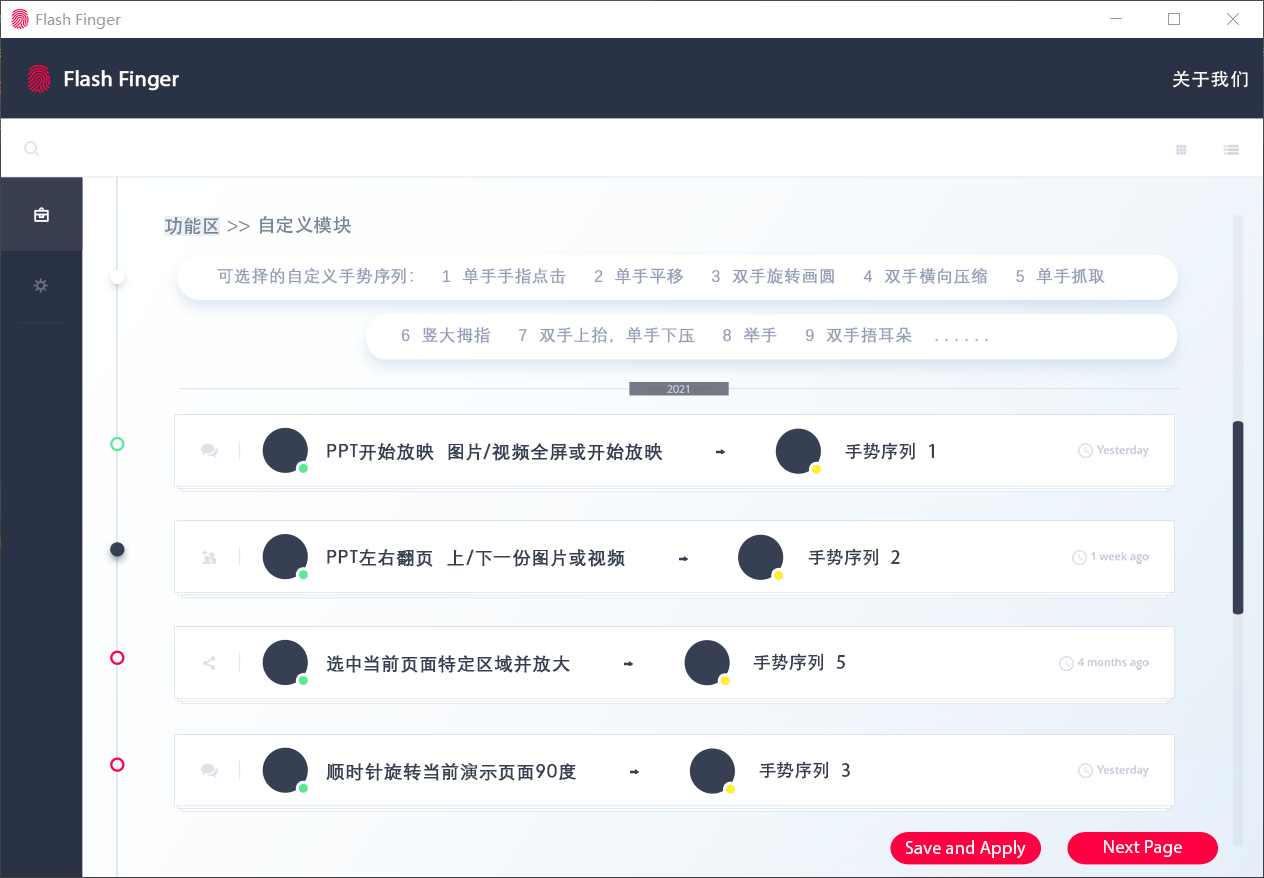 Flash Finger
Flash Finger
关于我们
功能区 >> 自定义模块
可选择的自定义手势序列： 1 单手手指点击 2 单手平移 3 双手旋转画圆 4 双手横向压缩 5 单手抓取
6 竖大拇指 7 双手上抬，单手下压 8 举手 9 双手捂耳朵 ......
2021
PPT开始放映 图片/视频全屏或开始放映 → 手势序列 1 Yesterday
PPT左右翻页 上/下一份图片或视频 → 手势序列 2 1 week ago
选中当前页面特定区域并放大 → 手势序列 5 4 months ago
顺时针旋转当前演示页面90度 → 手势序列 3 Yesterday
Save and Apply Next Page